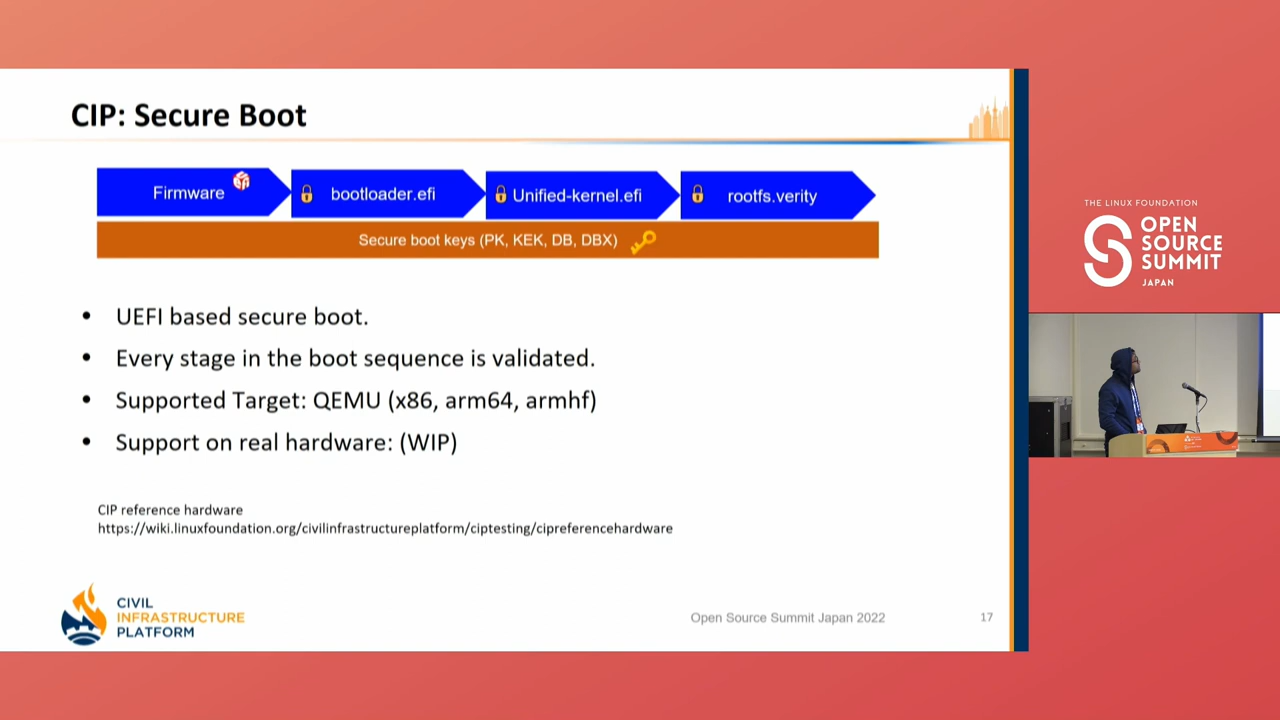 CIP: Secure Boot
Firmware
bootloader.efi
Unified-kernel.efi
rootfs.verity
Secure boot keys (PK, KEK, DB, DBX)
• UEFI based secure boot.
• Every stage in the boot sequence is validated.
• Supported Target: QEMU (x86, arm64, armhf)
• Support on real hardware: (WIP)
CIP reference hardware
https://wiki.linuxfoundation.org/civilinfrastructureplatform/ciptesting/cipreferencehardware
CIVIL
INFRASTRUCTURE
PLATFORM
Open Source Summit Japan 2022
17
THE LINUX FOUNDATION
OPEN
SOURCE
SUMMIT
JAPAN